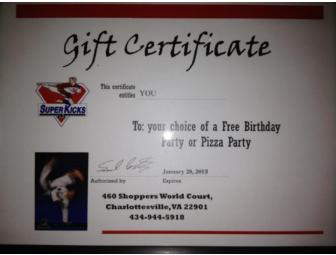 Gift Certificate
This certificate
entitles YOU
SUPER KICKS
To: your choice of a Free Birthday
Party or Pizza Party
January 20, 2013
Authorized by Expires
460 Shoppers World Court,
Charlottesville, VA 22901
434-944-5918